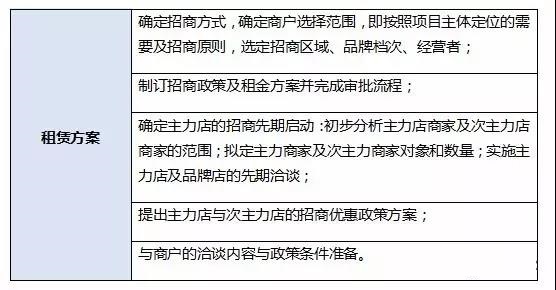 租赁方案
确定招商方式，确定商户选择范围，即按照项目主体定位的需
要及招商原则，选定招商区域、品牌档次、经营者；
制订招商政策及租金方案并完成审批流程；
确定主力店的招商先期启动：初步分析主力店商家及次主力店
商家的范围；拟定主力商家及次主力商家对象和数量；实施主
力店及品牌店的先期洽谈；
提出主力店与次主力店的招商优惠政策方案；
与商户的洽谈内容与政策条件准备。